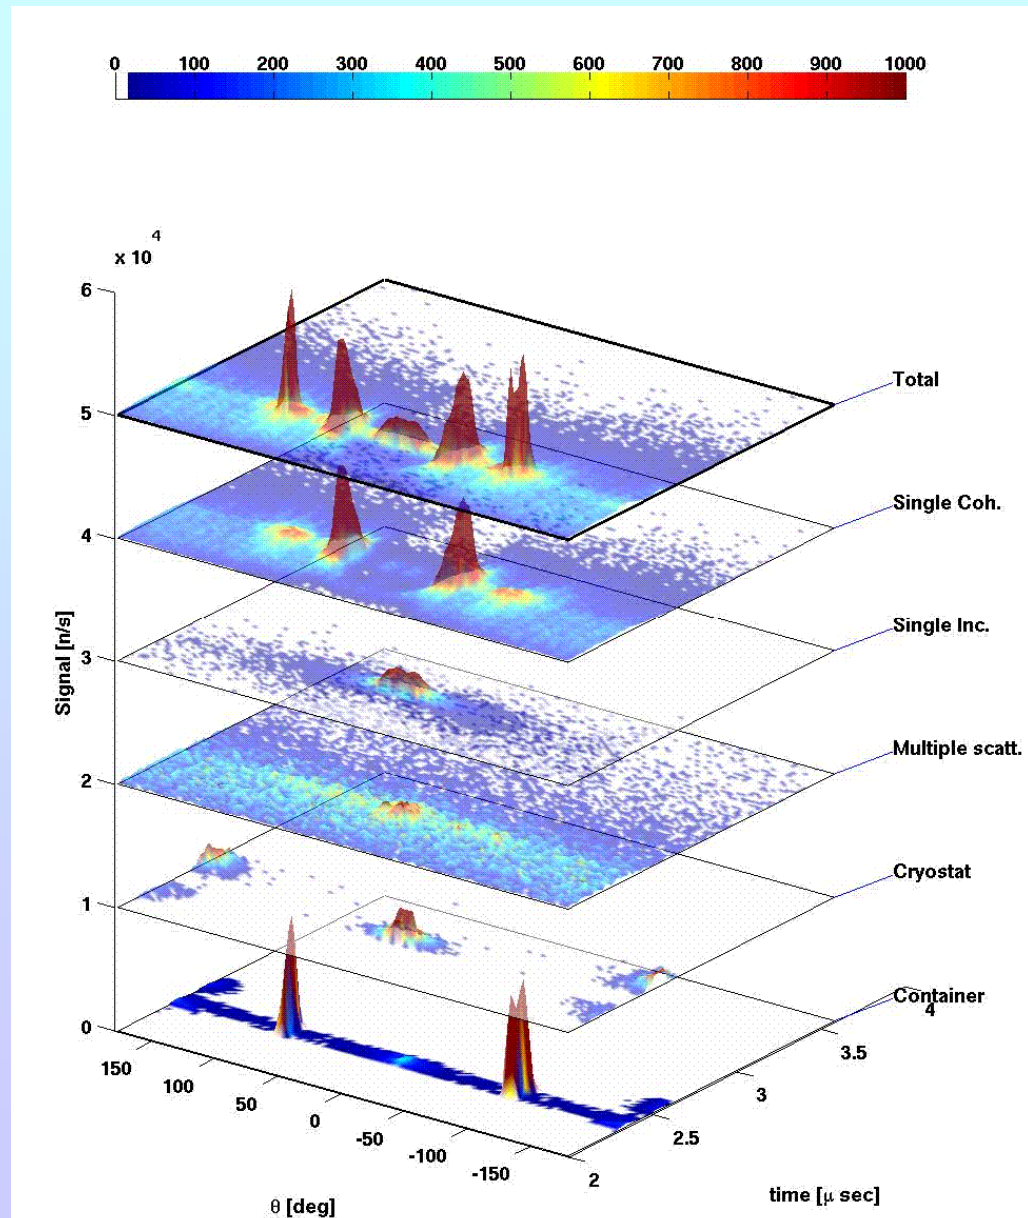 0 100 200 300 400 500 600 700 800 900 1000
4
x 10
6
Total
5
Single Coh.
4
Single Inc.
3
Signal [n/s]
Multiple scatt.
2
Cryostat
1
Container
4
0
3.5
150
100
3
50
0
2.5
-50
-100
-150
2
θ [deg]
time [μ sec]